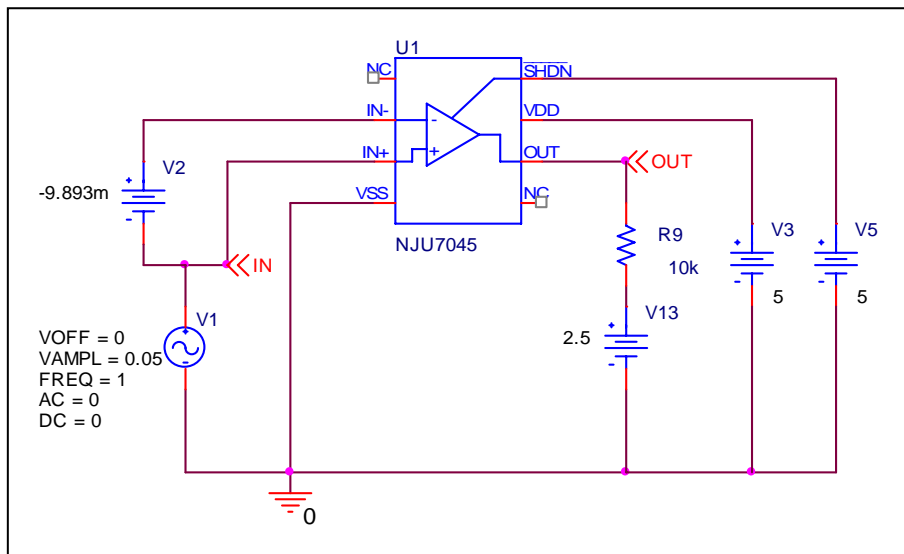 U1
NC
SHDN
IN-
VDD
IN+
OUT
VSS
NC
NJU7045
-
+
OUT
IN
V2
+
-
-9.893m
V1
+
-
VOFF = 0
VAMPL = 0.05
FREQ = 1
AC = 0
DC = 0
R9
10k
V13
+
-
2.5
V3
+
-
5
V5
+
-
5
0